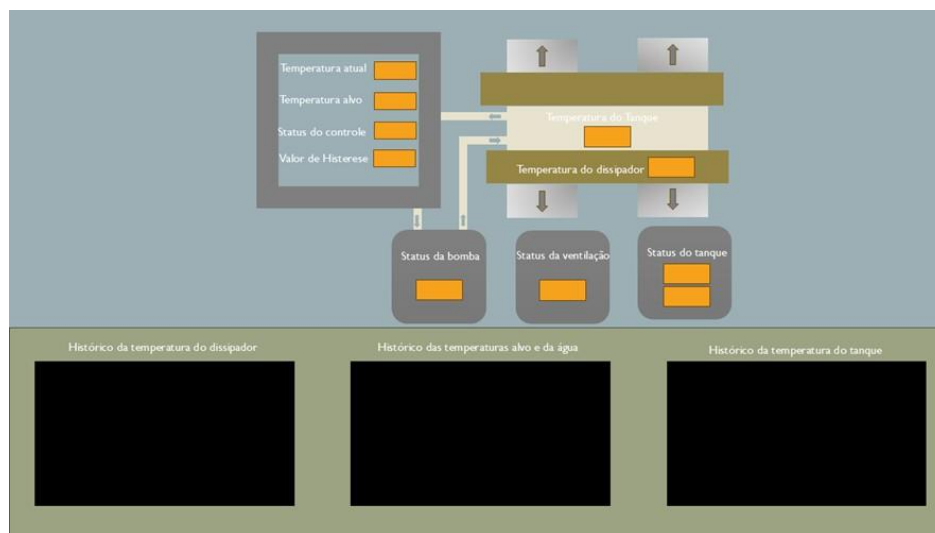 Temperatura atual
Temperatura alvo
Status do controle
Valor de Histerese
Temperatura do Tanque
Temperatura do dissipador
Status da bomba
Status da ventilação
Status do tanque
Histórico da temperatura do dissipador
Histórico das temperaturas alvo e da água
Histórico da temperatura do tanque